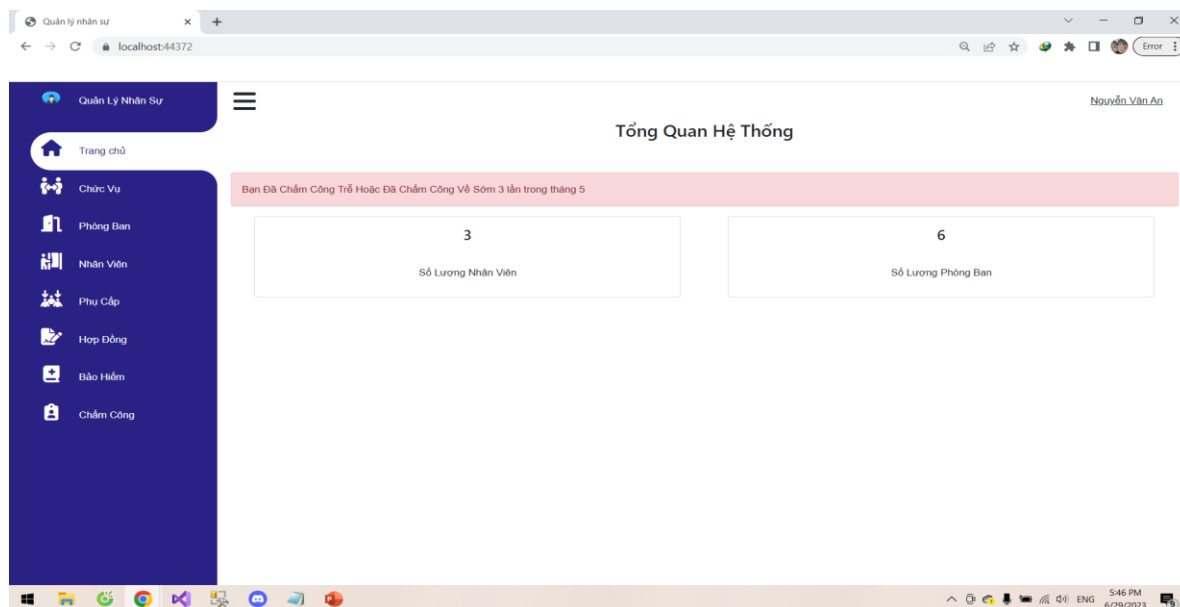 Quản lý nhân sự
localhost:44372
Error
Quản Lý Nhân Sự
Nguyễn Văn An
Tổng Quan Hệ Thống
Trang chủ
Chức Vụ
Bạn Đã Chấm Công Trễ Hoặc Đã Chấm Công Về Sớm 3 lần trong tháng 5
Phòng Ban
3
6
Nhân Viên
Số Lượng Nhân Viên
Số Lượng Phòng Ban
Phụ Cấp
Hợp Đồng
Bảo Hiểm
Chấm Công
ENG
5:46 PM
6/29/2023